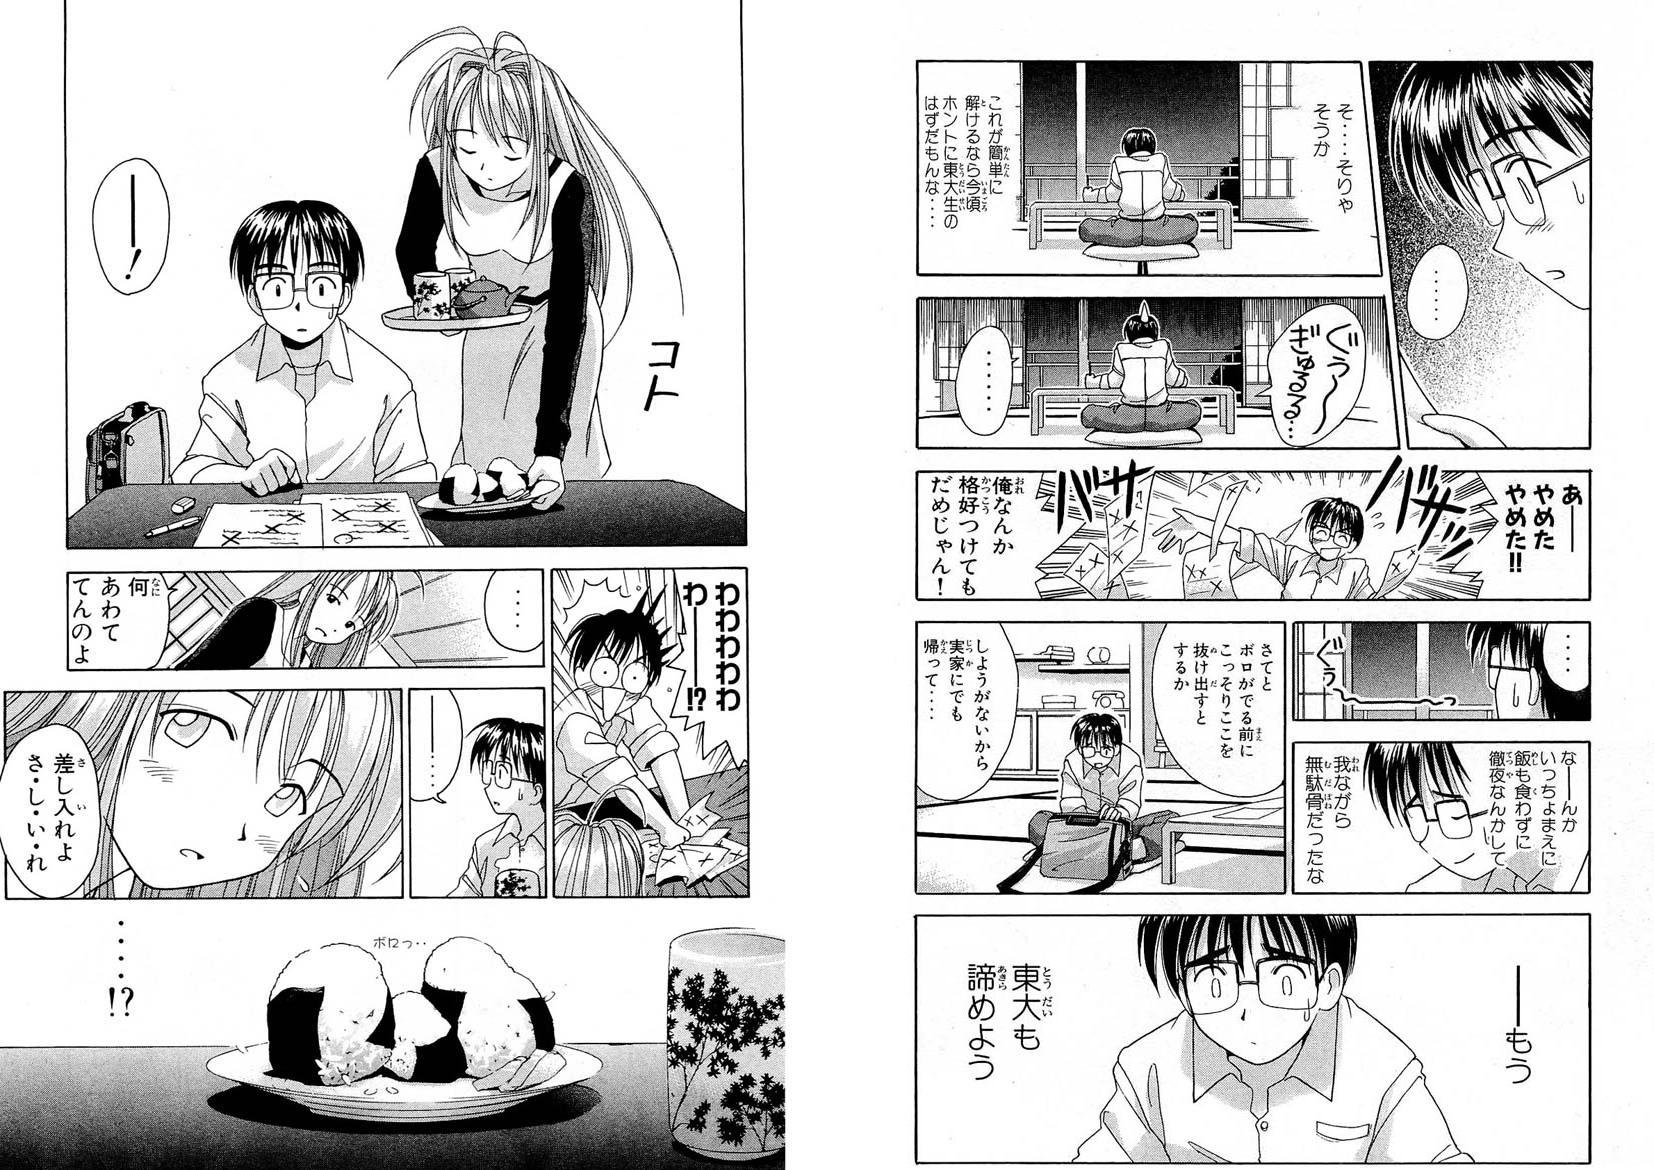 そ‥‥そりゃ
そうか
これが簡単に
解けるなら今頃
ホントに東大生の
はずだもんな‥‥
‥‥‥
ぐぅ〜
ぎゅるるる‥
‥‥‥
あ――
やめた
やめた!!
バサ
バサ
俺なんか
格好つけても
だめじゃん!
‥‥
ぐぅ〜〜っ
なーんか
いっちょまえに
飯も食わずに
徹夜なんかして
我ながら
無駄骨だったな
さてと
ボロがでる前に
こっそりここを
抜け出すと
するか
しようがないから
実家にでも
帰って‥‥
――もう
東大も
諦めよう
――!
コト
わわわわわ
わ――!?
‥‥
何
あわて
てんのよ
――‥‥
差し入れよ
さ・し・い・れ
ボロっ‥
‥‥‥!?